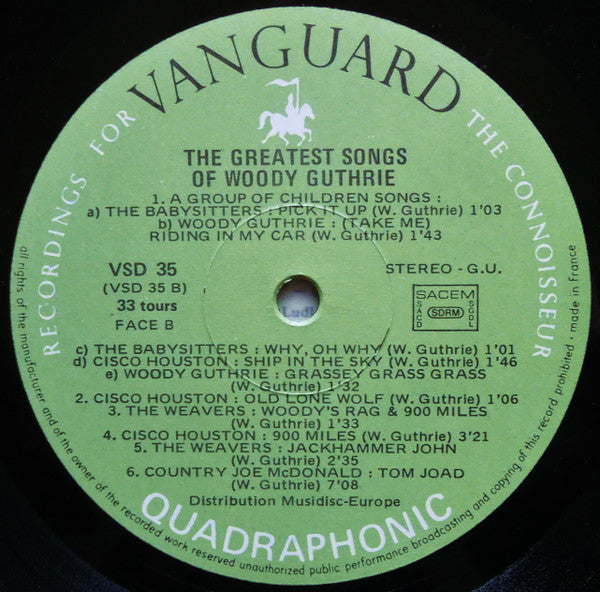 RECORDINGS FOR VANGUARD THE CONNOISSEUR
THE GREATEST SONGS
OF WOODY GUTHRIE
1. A GROUP OF CHILDREN SONGS :
a) THE BABYSITTERS : PICK IT UP (W. Guthrie) 1'03
b) WOODY GUTHRIE : (TAKE ME)
RIDING IN MY CAR (W. Guthrie) 1'43
VSD 35
(VSD 35 B)
33 tours
FACE B
STEREO - G.U.
SACEM
SACD
SDRM
SGDL
Ludi
c) THE BABYSITTERS : WHY, OH WHY (W. Guthrie) 1'01
d) CISCO HOUSTON : SHIP IN THE SKY (W. Guthrie) 1'46
e) WOODY GUTHRIE : GRASSEY GRASS GRASS
(W. Guthrie) 1'32
2. CISCO HOUSTON : OLD LONE WOLF (W. Guthrie) 1'06
3. THE WEAVERS : WOODY'S RAG & 900 MILES
(W. Guthrie) 1'33
4. CISCO HOUSTON : 900 MILES (W. Guthrie) 3'21
5. THE WEAVERS : JACKHAMMER JOHN
(W. Guthrie) 2'35
6. COUNTRY JOE McDONALD : TOM JOAD
(W. Guthrie) 7'08
Distribution Musidisc-Europe
QUADRAPHONIC
all rights of the manufacturer and of the owner of the recorded work reserved unauthorized public performance broadcasting and copying of this record prohibited • made in France